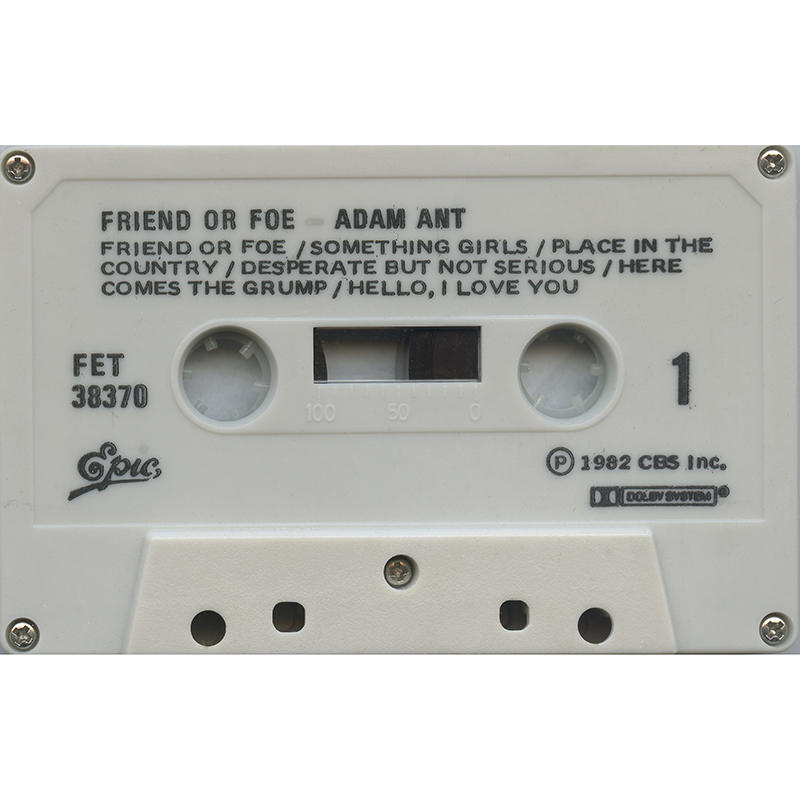 FRIEND OR FOE - ADAM ANT
FRIEND OR FOE / SOMETHING GIRLS / PLACE IN THE
COUNTRY / DESPERATE BUT NOT SERIOUS / HERE
COMES THE GRUMP / HELLO, I LOVE YOU
FET
38370
1
100 50 0
Epic
℗ 1982 CBS Inc.
DOLBY SYSTEM®